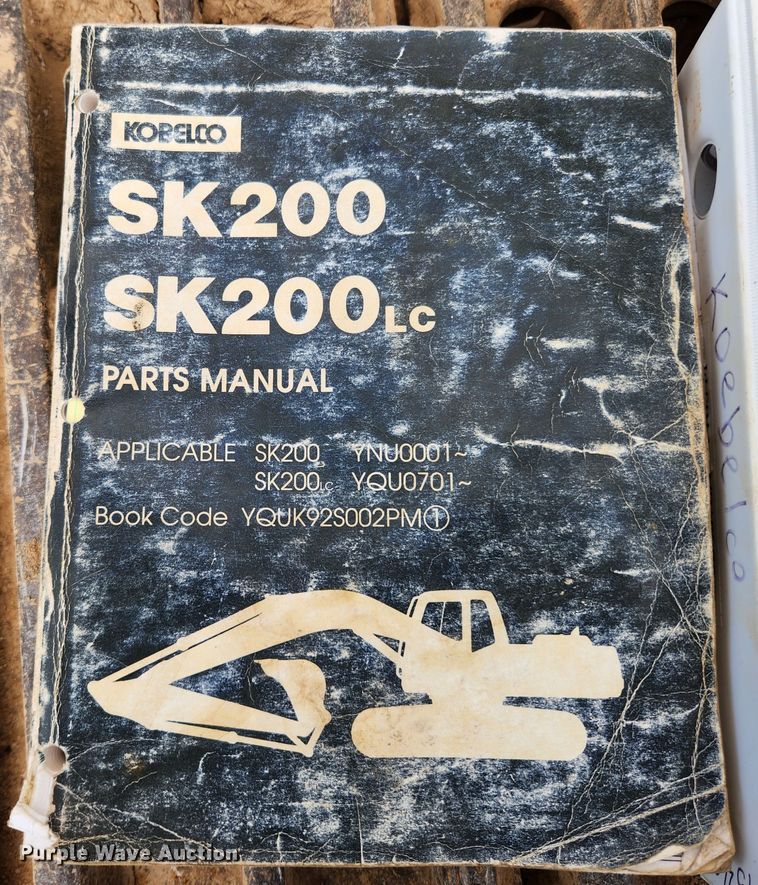 KOBELCO
SK200
SK200LC
PARTS MANUAL
APPLICABLE SK200 YNU0001~
SK200LC YQU0701~
Book Code YQUK92S002PM①
Koebelco
Purple Wave Auction